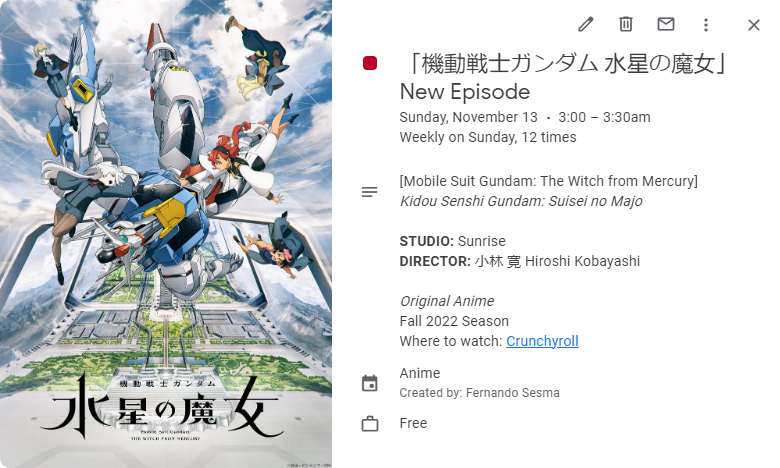 「機動戦士ガンダム 水星の魔女」
New Episode
Sunday, November 13 • 3:00 – 3:30am
Weekly on Sunday, 12 times
[Mobile Suit Gundam: The Witch from Mercury]
Kidou Senshi Gundam: Suisei no Majo
STUDIO: Sunrise
DIRECTOR: 小林 寛 Hiroshi Kobayashi
Original Anime
Fall 2022 Season
Where to watch: Crunchyroll
Anime
Created by: Fernando Sesma
Free
機動戦士ガンダム
水星の魔女
Mobile Suit Gundam
THE WITCH FROM MERCURY